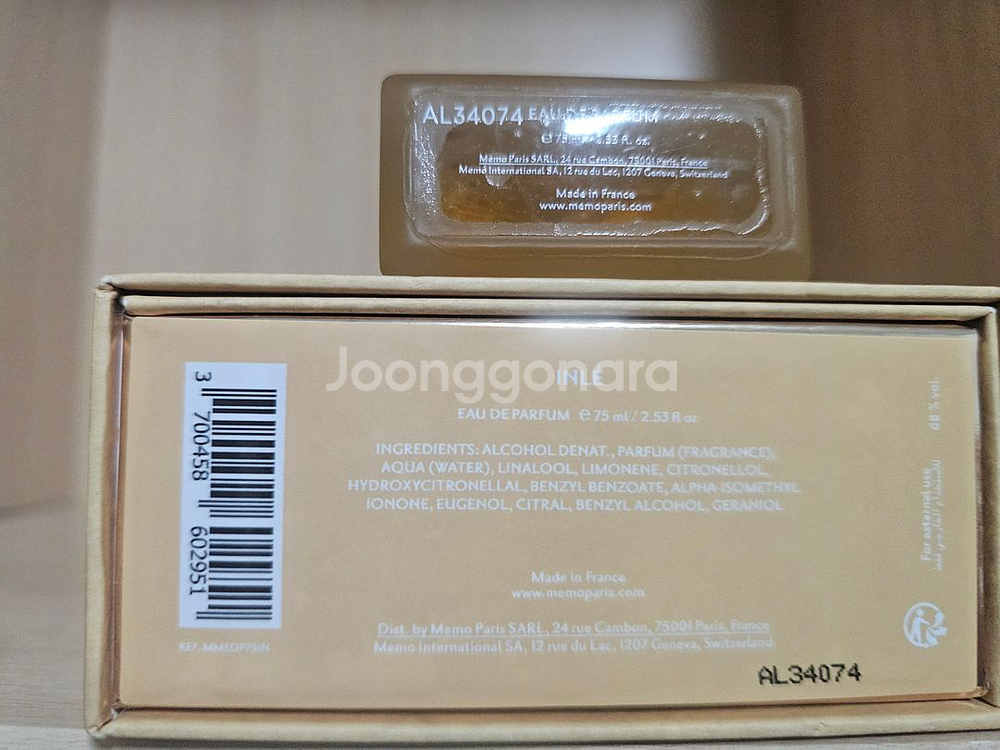 AL34074 EAU DE PARFUM
℮ 75 ml / 2.53 fl. oz.
Memo Paris SARL, 24 rue Cambon, 75001 Paris, France
Memo International SA, 12 rue du Lac, 1207 Geneva, Switzerland
Made in France
www.memoparis.com
Joonggonara
INLÉ
EAU DE PARFUM ℮ 75 ml / 2.53 fl oz
INGREDIENTS: ALCOHOL DENAT., PARFUM (FRAGRANCE),
AQUA (WATER), LINALOOL, LIMONENE, CITRONELLOL,
HYDROXYCITRONELLAL, BENZYL BENZOATE, ALPHA-ISOMETHYL
IONONE, EUGENOL, CITRAL, BENZYL ALCOHOL, GERANIOL
Made in France
www.memoparis.com
Dist. by Memo Paris SARL, 24 rue Cambon, 75001 Paris, France
Memo International SA, 12 rue du Lac, 1207 Geneva, Switzerland
AL34074
3 700458 602951
REF. MMEDP75IN
For external use